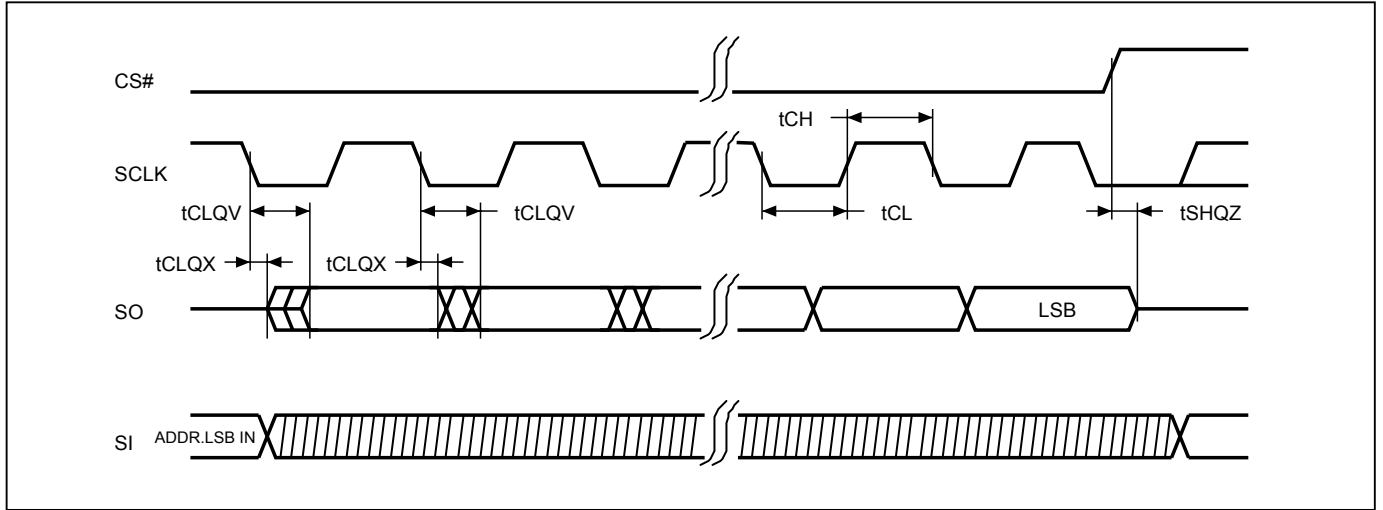 CS#
tCH
SCLK
tCLQV
tCLQV
tCL
tSHQZ
tCLQX
tCLQX
SO
LSB
SI
ADDR.LSB IN